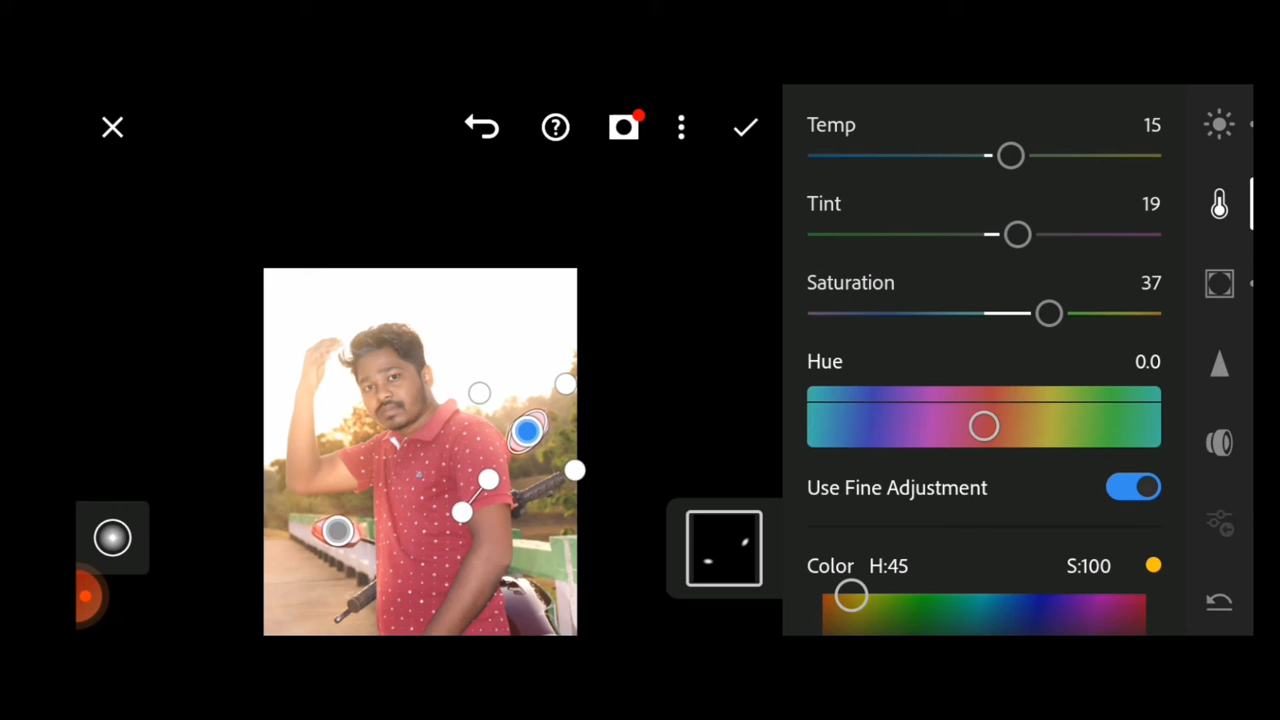 Temp 15
Tint 19
Saturation 37
Hue 0.0
Use Fine Adjustment
Color H:45 S:100